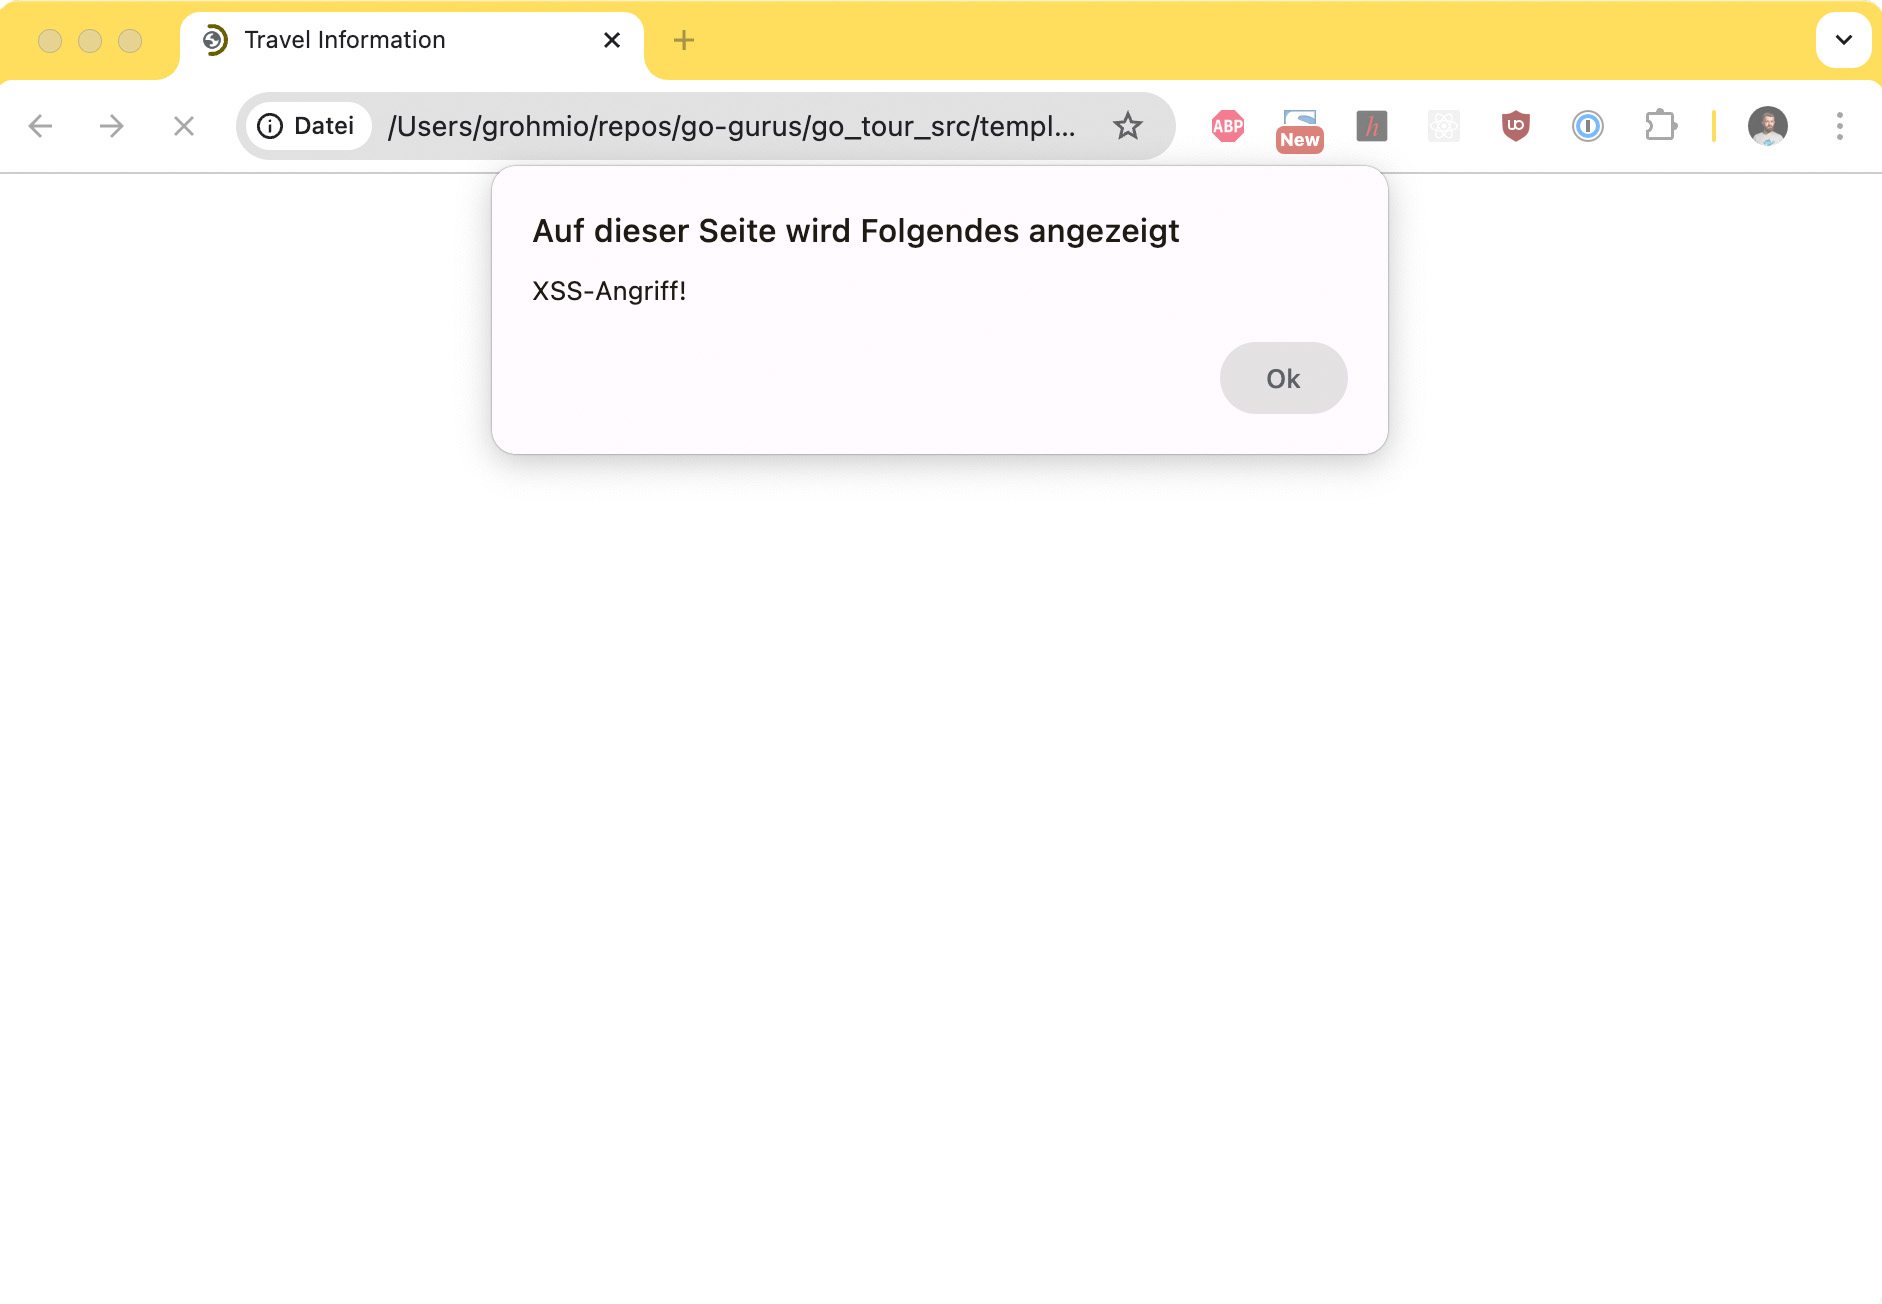 Travel Information
Datei /Users/grohmio/repos/go-gurus/go_tour_src/templ...
ABP
New
h
Auf dieser Seite wird Folgendes angezeigt
XSS-Angriff!
Ok